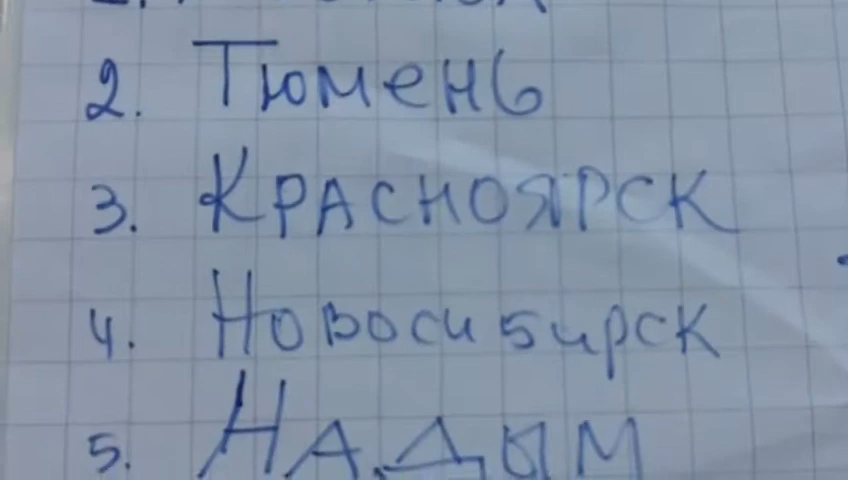 2. Тюмень
3. Красноярск
4. Новосибирск
5. Надым